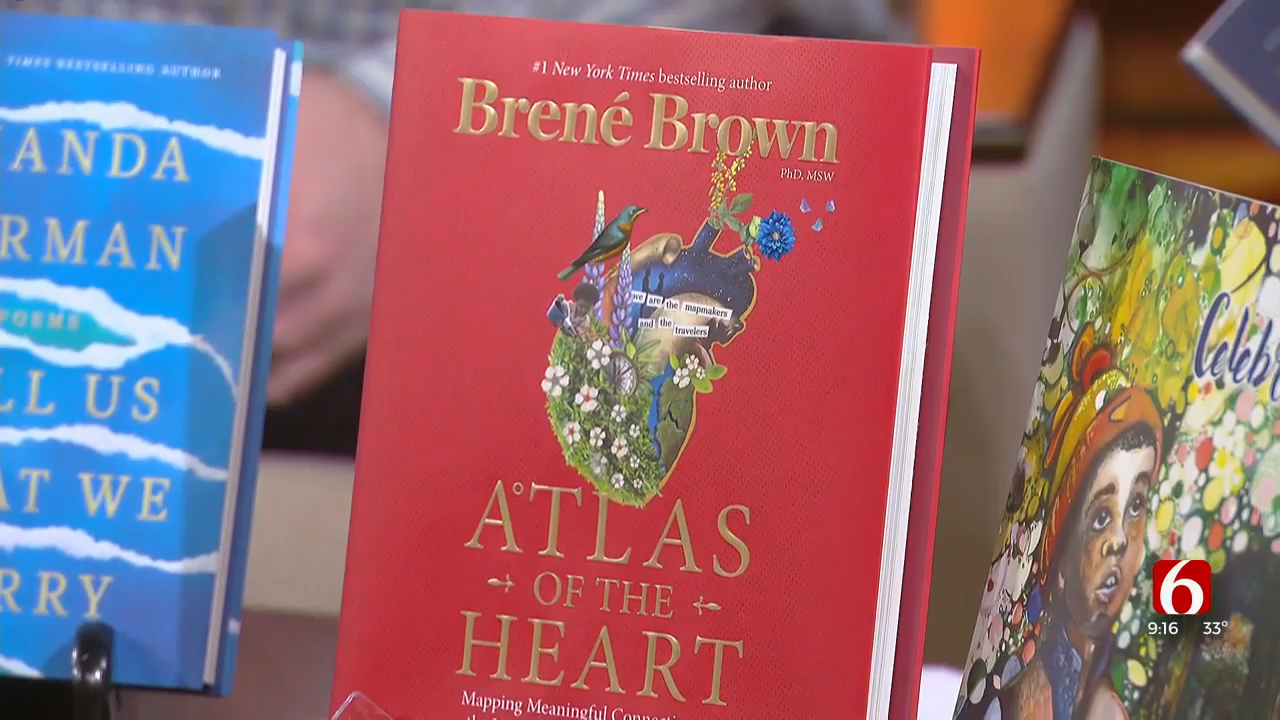 TIMES BESTSELLING AUTHOR
ANDA
RMAN
POEMS
LL US
AT WE
RRY
#1 New York Times bestselling author
Brené Brown
PhD, MSW
we are the mapmakers
and the travelers
ATLAS
OF THE
HEART
Mapping Meaningful
Celeb
6
9:16 33°